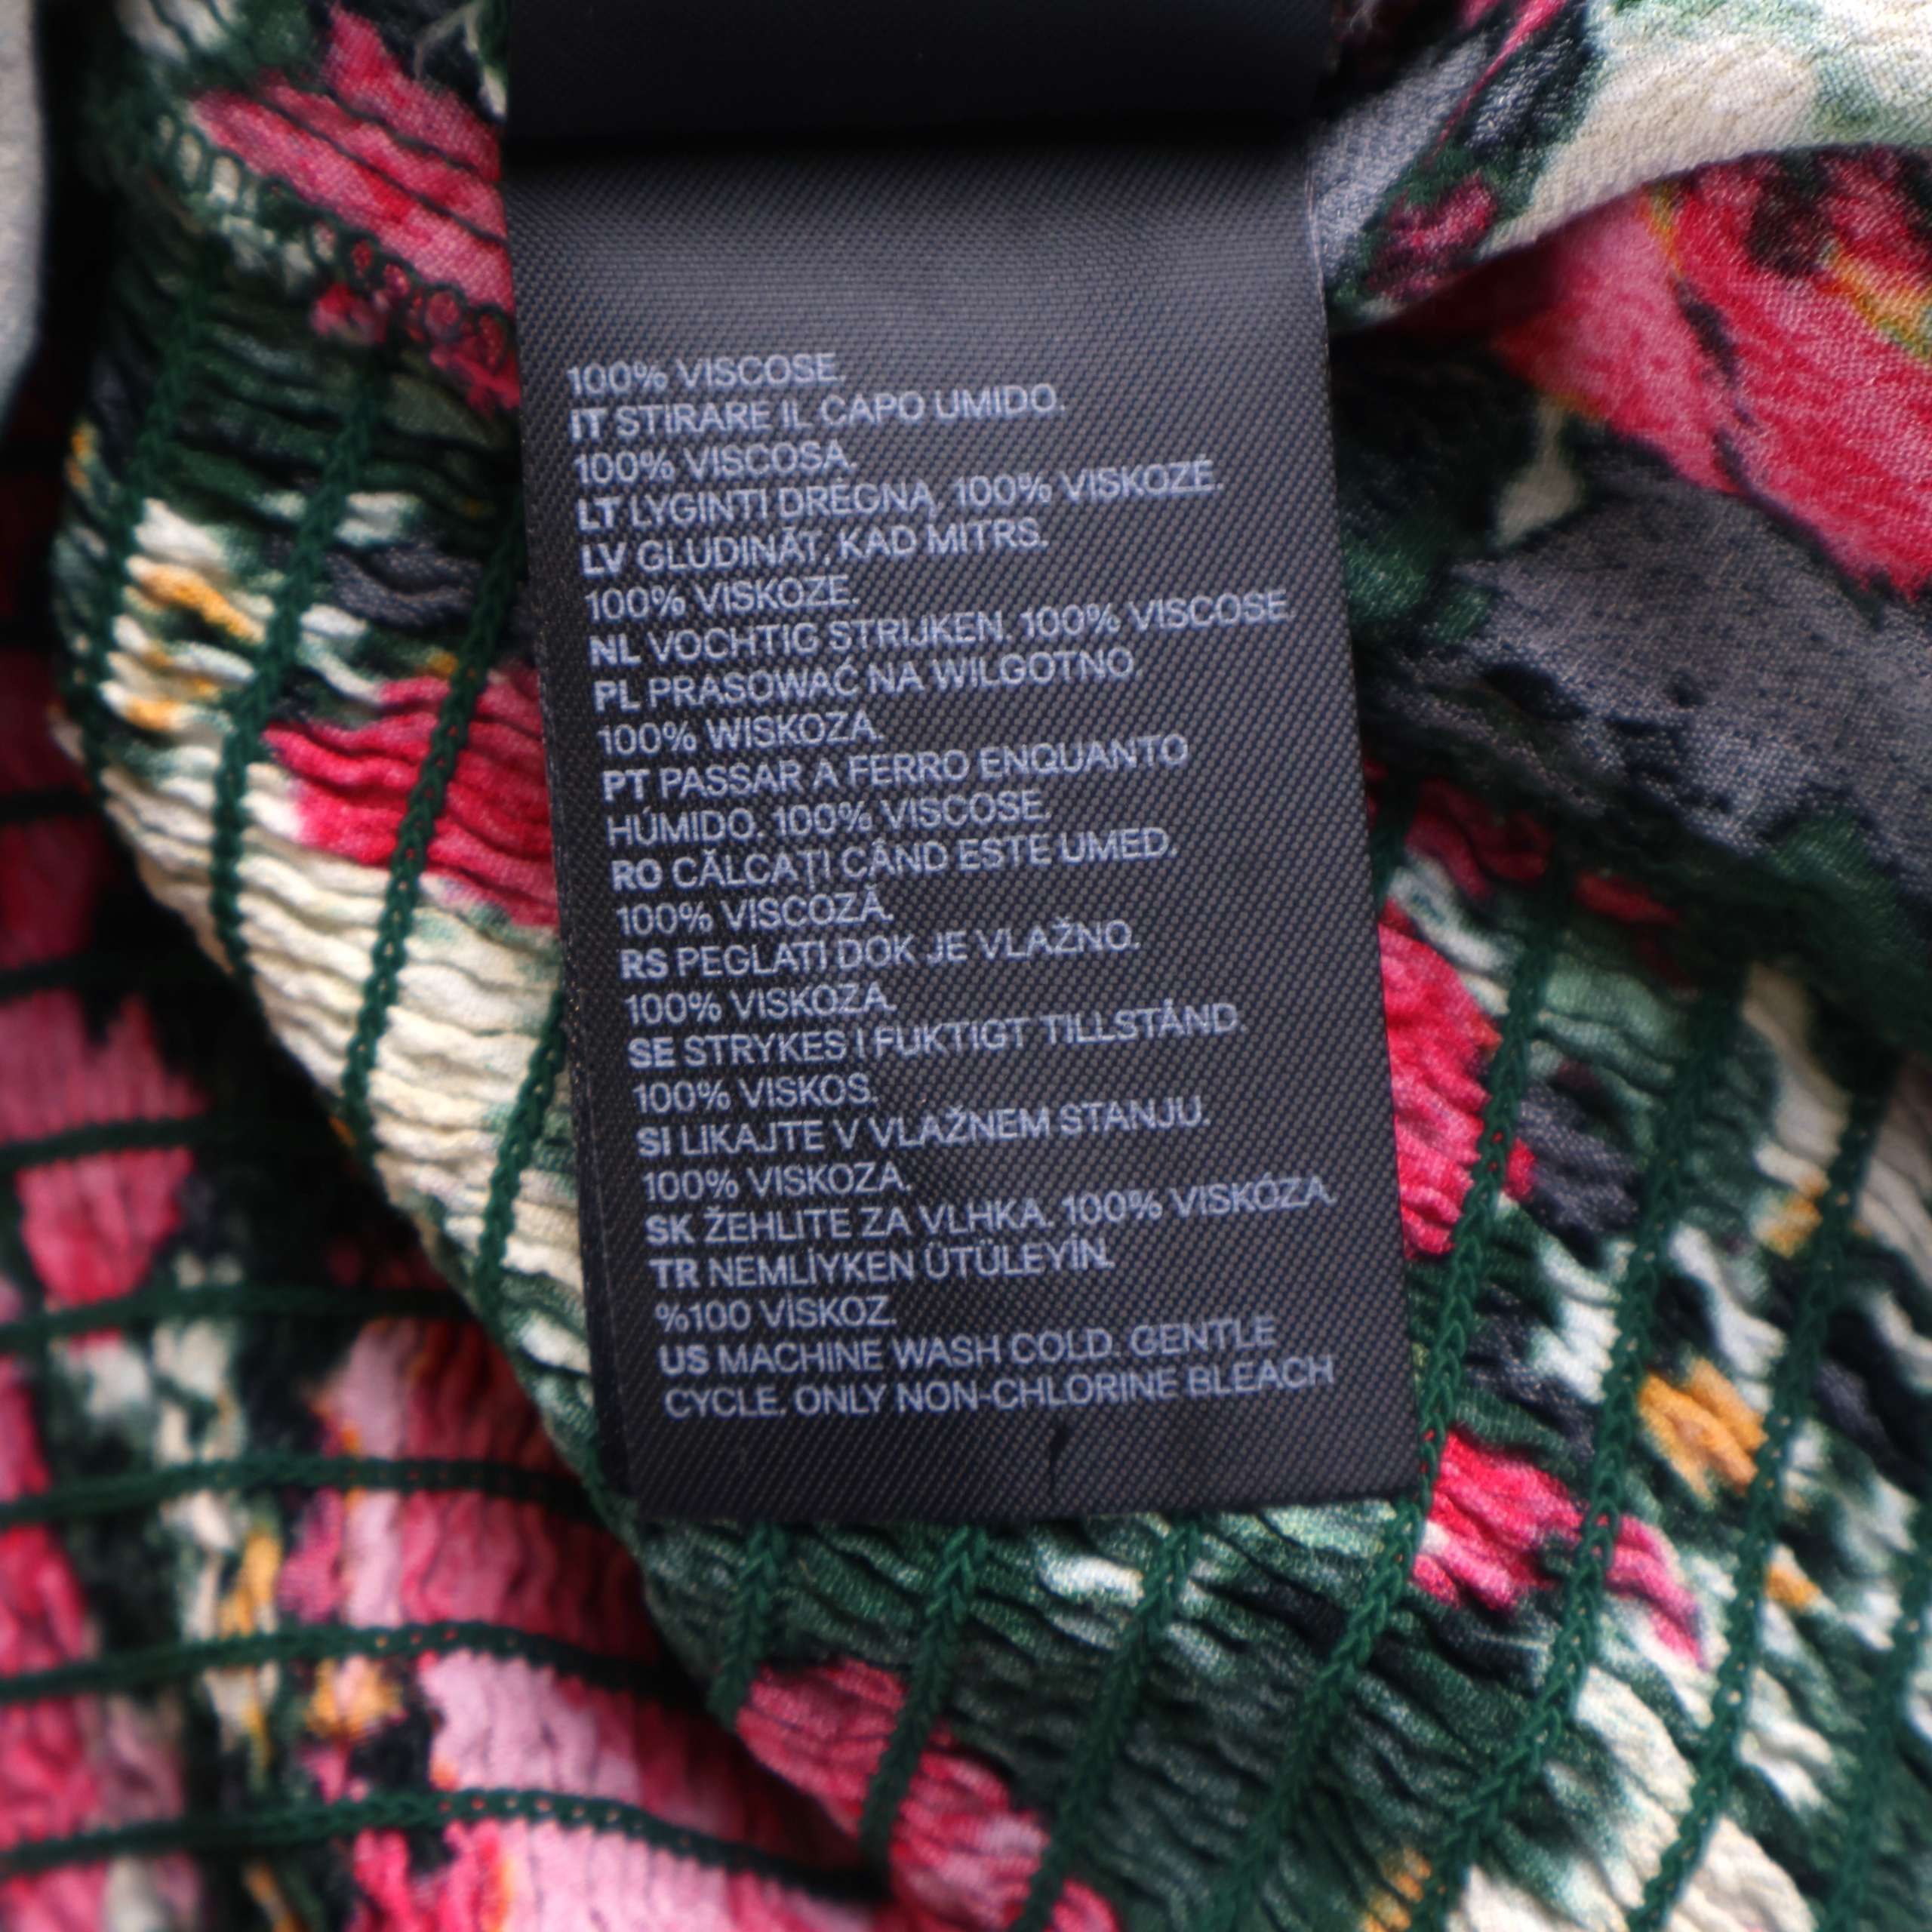 100% VISCOSE.
IT STIRARE IL CAPO UMIDO.
100% VISCOSA.
LT LYGINTI DRĖGNĄ, 100% VISKOZĖ.
LV GLUDINĀT, KAD MITRS.
100% VISKOZE.
NL VOCHTIG STRIJKEN. 100% VISCOSE
PL PRASOWAĆ NA WILGOTNO.
100% WISKOZA.
PT PASSAR A FERRO ENQUANTO
HÚMIDO. 100% VISCOSE.
RO CĂLCAȚI CÂND ESTE UMED.
100% VISCOZĂ.
RS PEGLATI DOK JE VLAŽNO.
100% VISKOZA.
SE STRYKES I FUKTIGT TILLSTÅND.
100% VISKOS.
SI LIKAJTE V VLAŽNEM STANJU.
100% VISKOZA.
SK ŽEHLITE ZA VLHKA. 100% VISKÓZA.
TR NEMLİYKEN ÜTÜLEYİN.
%100 VİSKOZ.
US MACHINE WASH COLD. GENTLE
CYCLE. ONLY NON-CHLORINE BLEACH